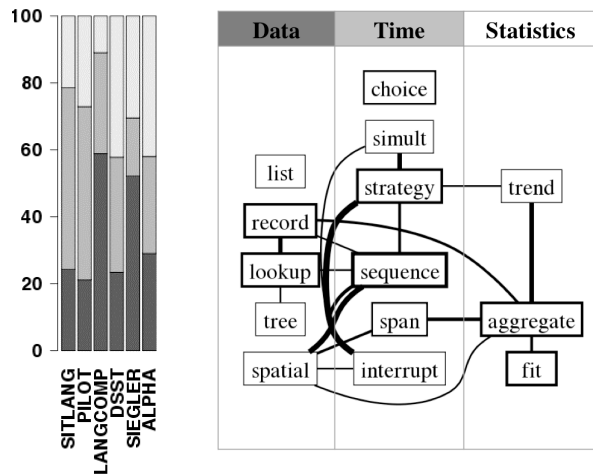 100
80
60
40
20
0
SITLANG
PILOT
LANGCOMP
DSST
SIEGLER
ALPHA
Data Time Statistics
choice
simult
list
strategy trend
record
lookup sequence
tree span aggregate
spatial interrupt fit